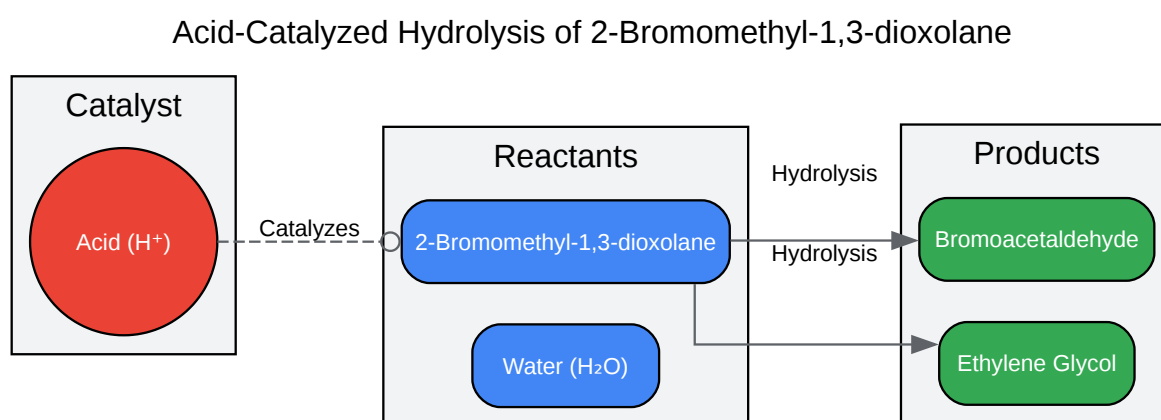 Acid-Catalyzed Hydrolysis of 2-Bromomethyl-1,3-dioxolane
Catalyst
Acid (H⁺)
Catalyzes
Reactants
2-Bromomethyl-1,3-dioxolane
Water (H₂O)
Hydrolysis
Hydrolysis
Products
Bromoacetaldehyde
Ethylene Glycol